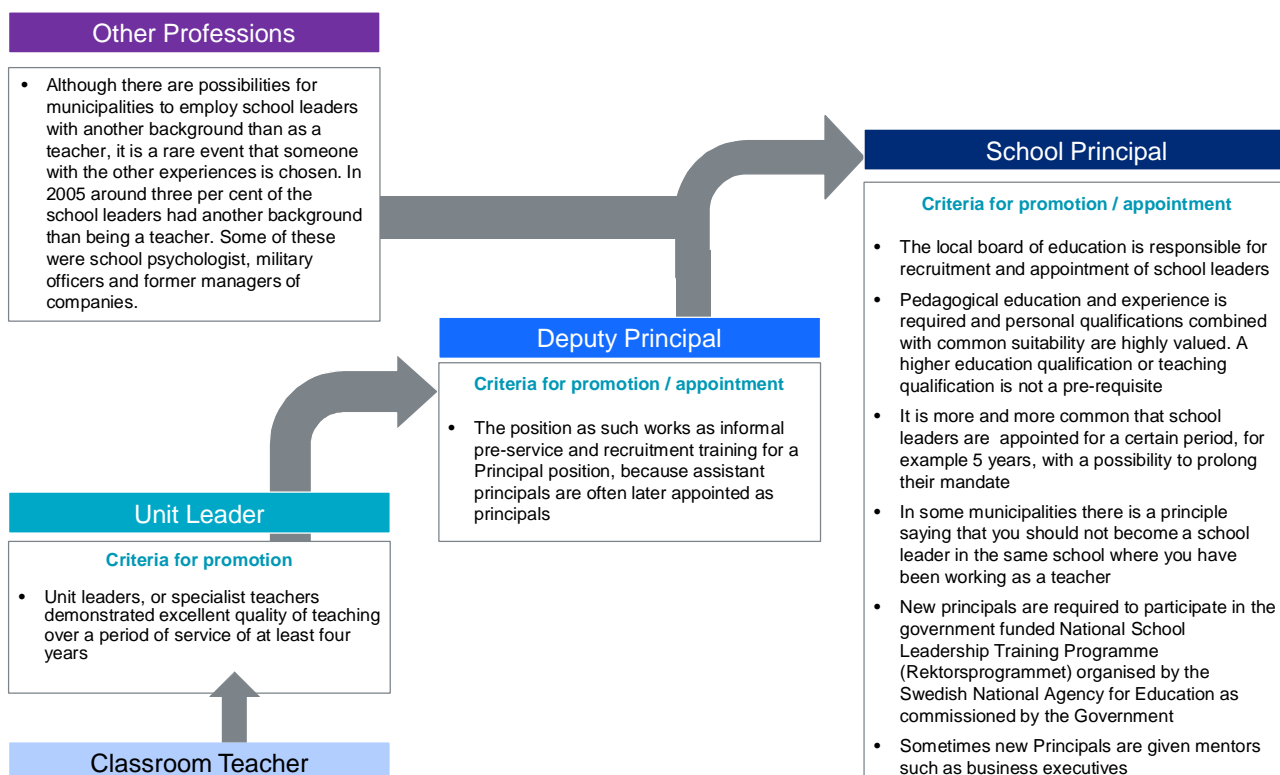 Other Professions
• Although there are possibilities for
municipalities to employ school leaders
with another background than as a
teacher, it is a rare event that someone
with the other experiences is chosen. In
2005 around three per cent of the
school leaders had another background
than being a teacher. Some of these
were school psychologist, military
officers and former managers of
companies.
School Principal
Criteria for promotion / appointment
• The local board of education is responsible for
recruitment and appointment of school leaders
• Pedagogical education and experience is
required and personal qualifications combined
with common suitability are highly valued. A
higher education qualification or teaching
qualification is not a pre-requisite
• It is more and more common that school
leaders are appointed for a certain period, for
example 5 years, with a possibility to prolong
their mandate
• In some municipalities there is a principle
saying that you should not become a school
leader in the same school where you have
been working as a teacher
• New principals are required to participate in the
government funded National School
Leadership Training Programme
(Rektorsprogrammet) organised by the
Swedish National Agency for Education as
commissioned by the Government
• Sometimes new Principals are given mentors
such as business executives
Deputy Principal
Criteria for promotion / appointment
• The position as such works as informal
pre-service and recruitment training for a
Principal position, because assistant
principals are often later appointed as
principals
Unit Leader
Criteria for promotion
• Unit leaders, or specialist teachers
demonstrated excellent quality of teaching
over a period of service of at least four
years
Classroom Teacher